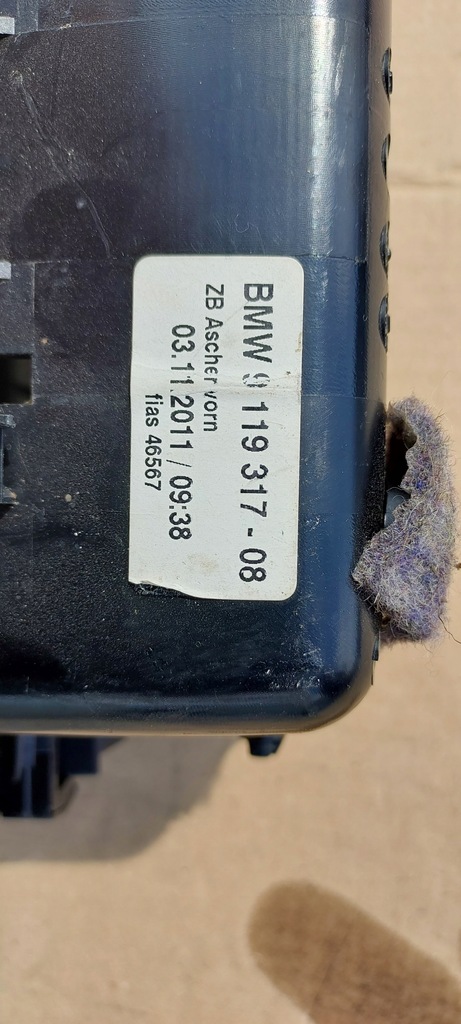 BMW 9 119 317 - 08
ZB Ascher vorn
03.11.2011 / 09:38
fias 46567